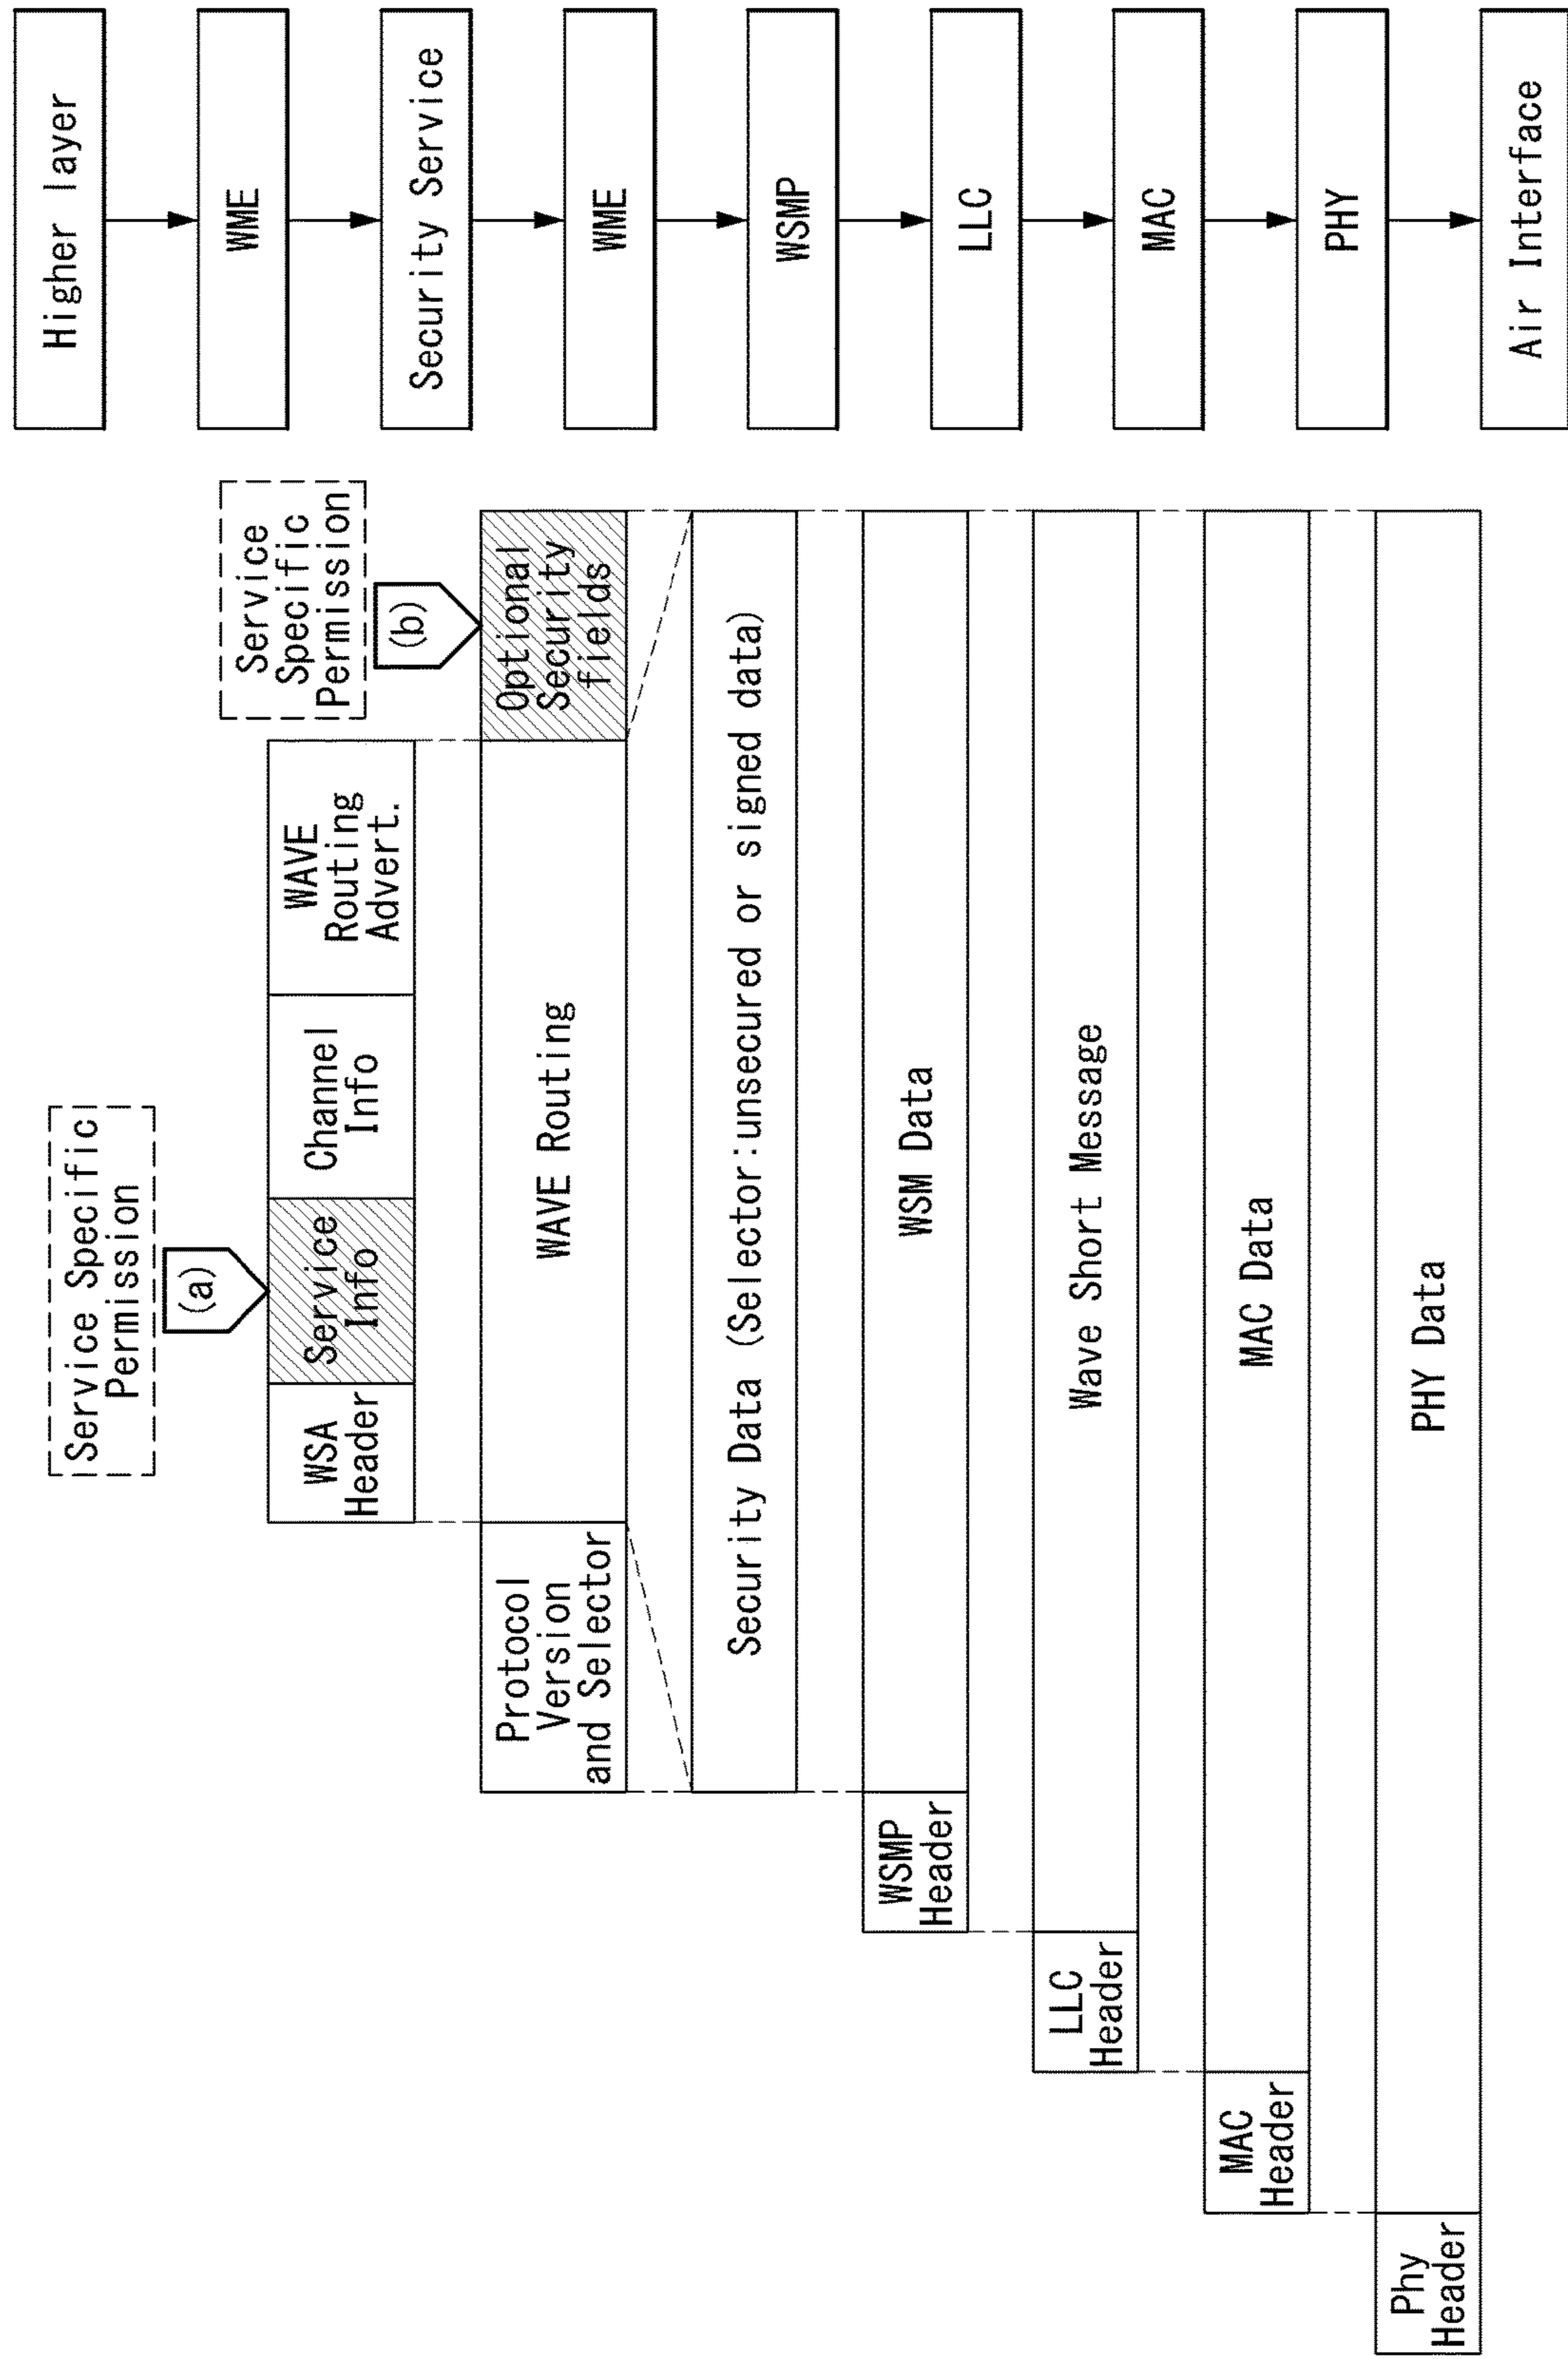 Service Specific
Permission
(a)
Service
Specific
Permission
(b)
WSA
Header
Service
Info
Channel
Info
WAVE
Routing
Advert.
Protocol
Version
and Selector
WAVE Routing
Optional
Security
fields
Security Data (Selector:unsecured or signed data)
WSMP
Header
WSM Data
LLC
Header
Wave Short Message
MAC
Header
MAC Data
Phy
Header
PHY Data
Higher layer
WME
Security Service
WME
WSMP
LLC
MAC
PHY
Air Interface